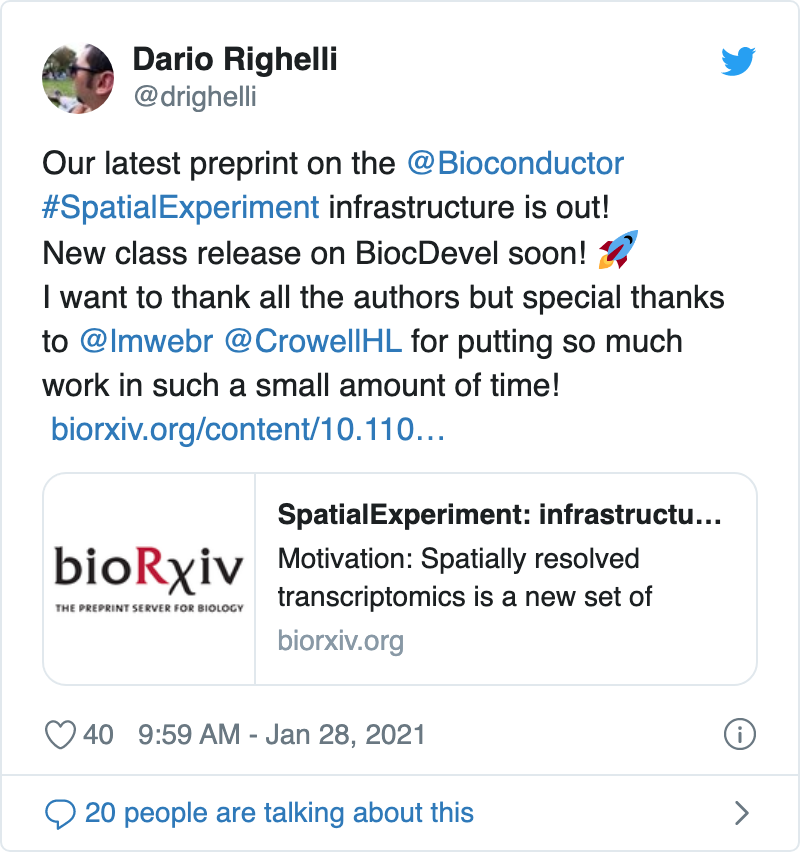 Dario Righelli
@drighelli
Our latest preprint on the @Bioconductor
#SpatialExperiment infrastructure is out!
New class release on BiocDevel soon! 🚀
I want to thank all the authors but special thanks
to @lmwebr @CrowellHL for putting so much
work in such a small amount of time!
biorxiv.org/content/10.110…
bioRxiv
THE PREPRINT SERVER FOR BIOLOGY
SpatialExperiment: infrastructu…
Motivation: Spatially resolved
transcriptomics is a new set of
biorxiv.org
40 9:59 AM - Jan 28, 2021
20 people are talking about this